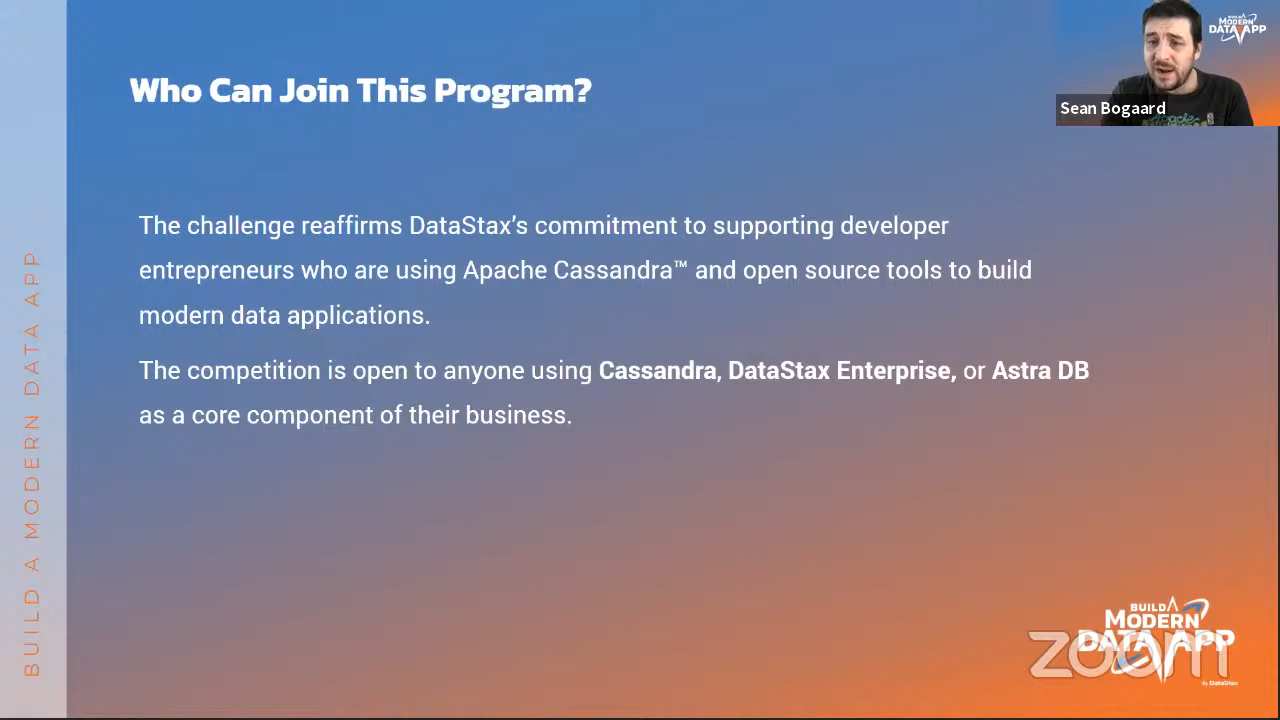 Who Can Join This Program?
BUILD A
MODERN
DATA APP
Sean Bogaard
The challenge reaffirms DataStax’s commitment to supporting developer
entrepreneurs who are using Apache Cassandra™ and open source tools to build
modern data applications.
The competition is open to anyone using Cassandra, DataStax Enterprise, or Astra DB
as a core component of their business.
BUILD A MODERN DATA APP
BUILD A
MODERN
DATA APP
By DataStax
zoom